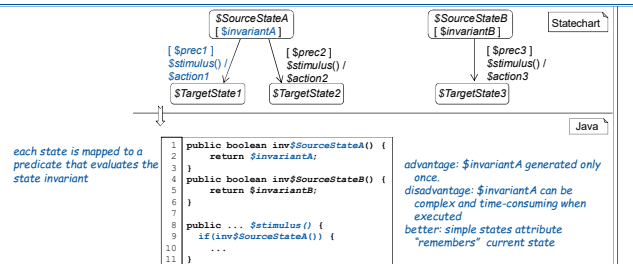 $SourceStateA
[ $invariantA ]
$SourceStateB
[ $invariantB ]
Statechart
[ $prec1 ]
$stimulus() /
$action1
[ $prec2 ]
$stimulus() /
$action2
[ $prec3 ]
$stimulus() /
$action3
$TargetState1
$TargetState2
$TargetState3
Java
each state is mapped to a
predicate that evaluates the
state invariant
1 public boolean inv$SourceStateA() {
2 return $invariantA;
3 }
4 public boolean invSourceStateB() {
5 return $invariantB;
6 }
7
8 public ... $stimulus() {
9 if(inv$SourceStateA()) {
10 ...
11 }
advantage: $invariantA generated only
once.
disadvantage: $invariantA can be
complex and time-consuming when
executed
better: simple states attribute
"remembers" current state